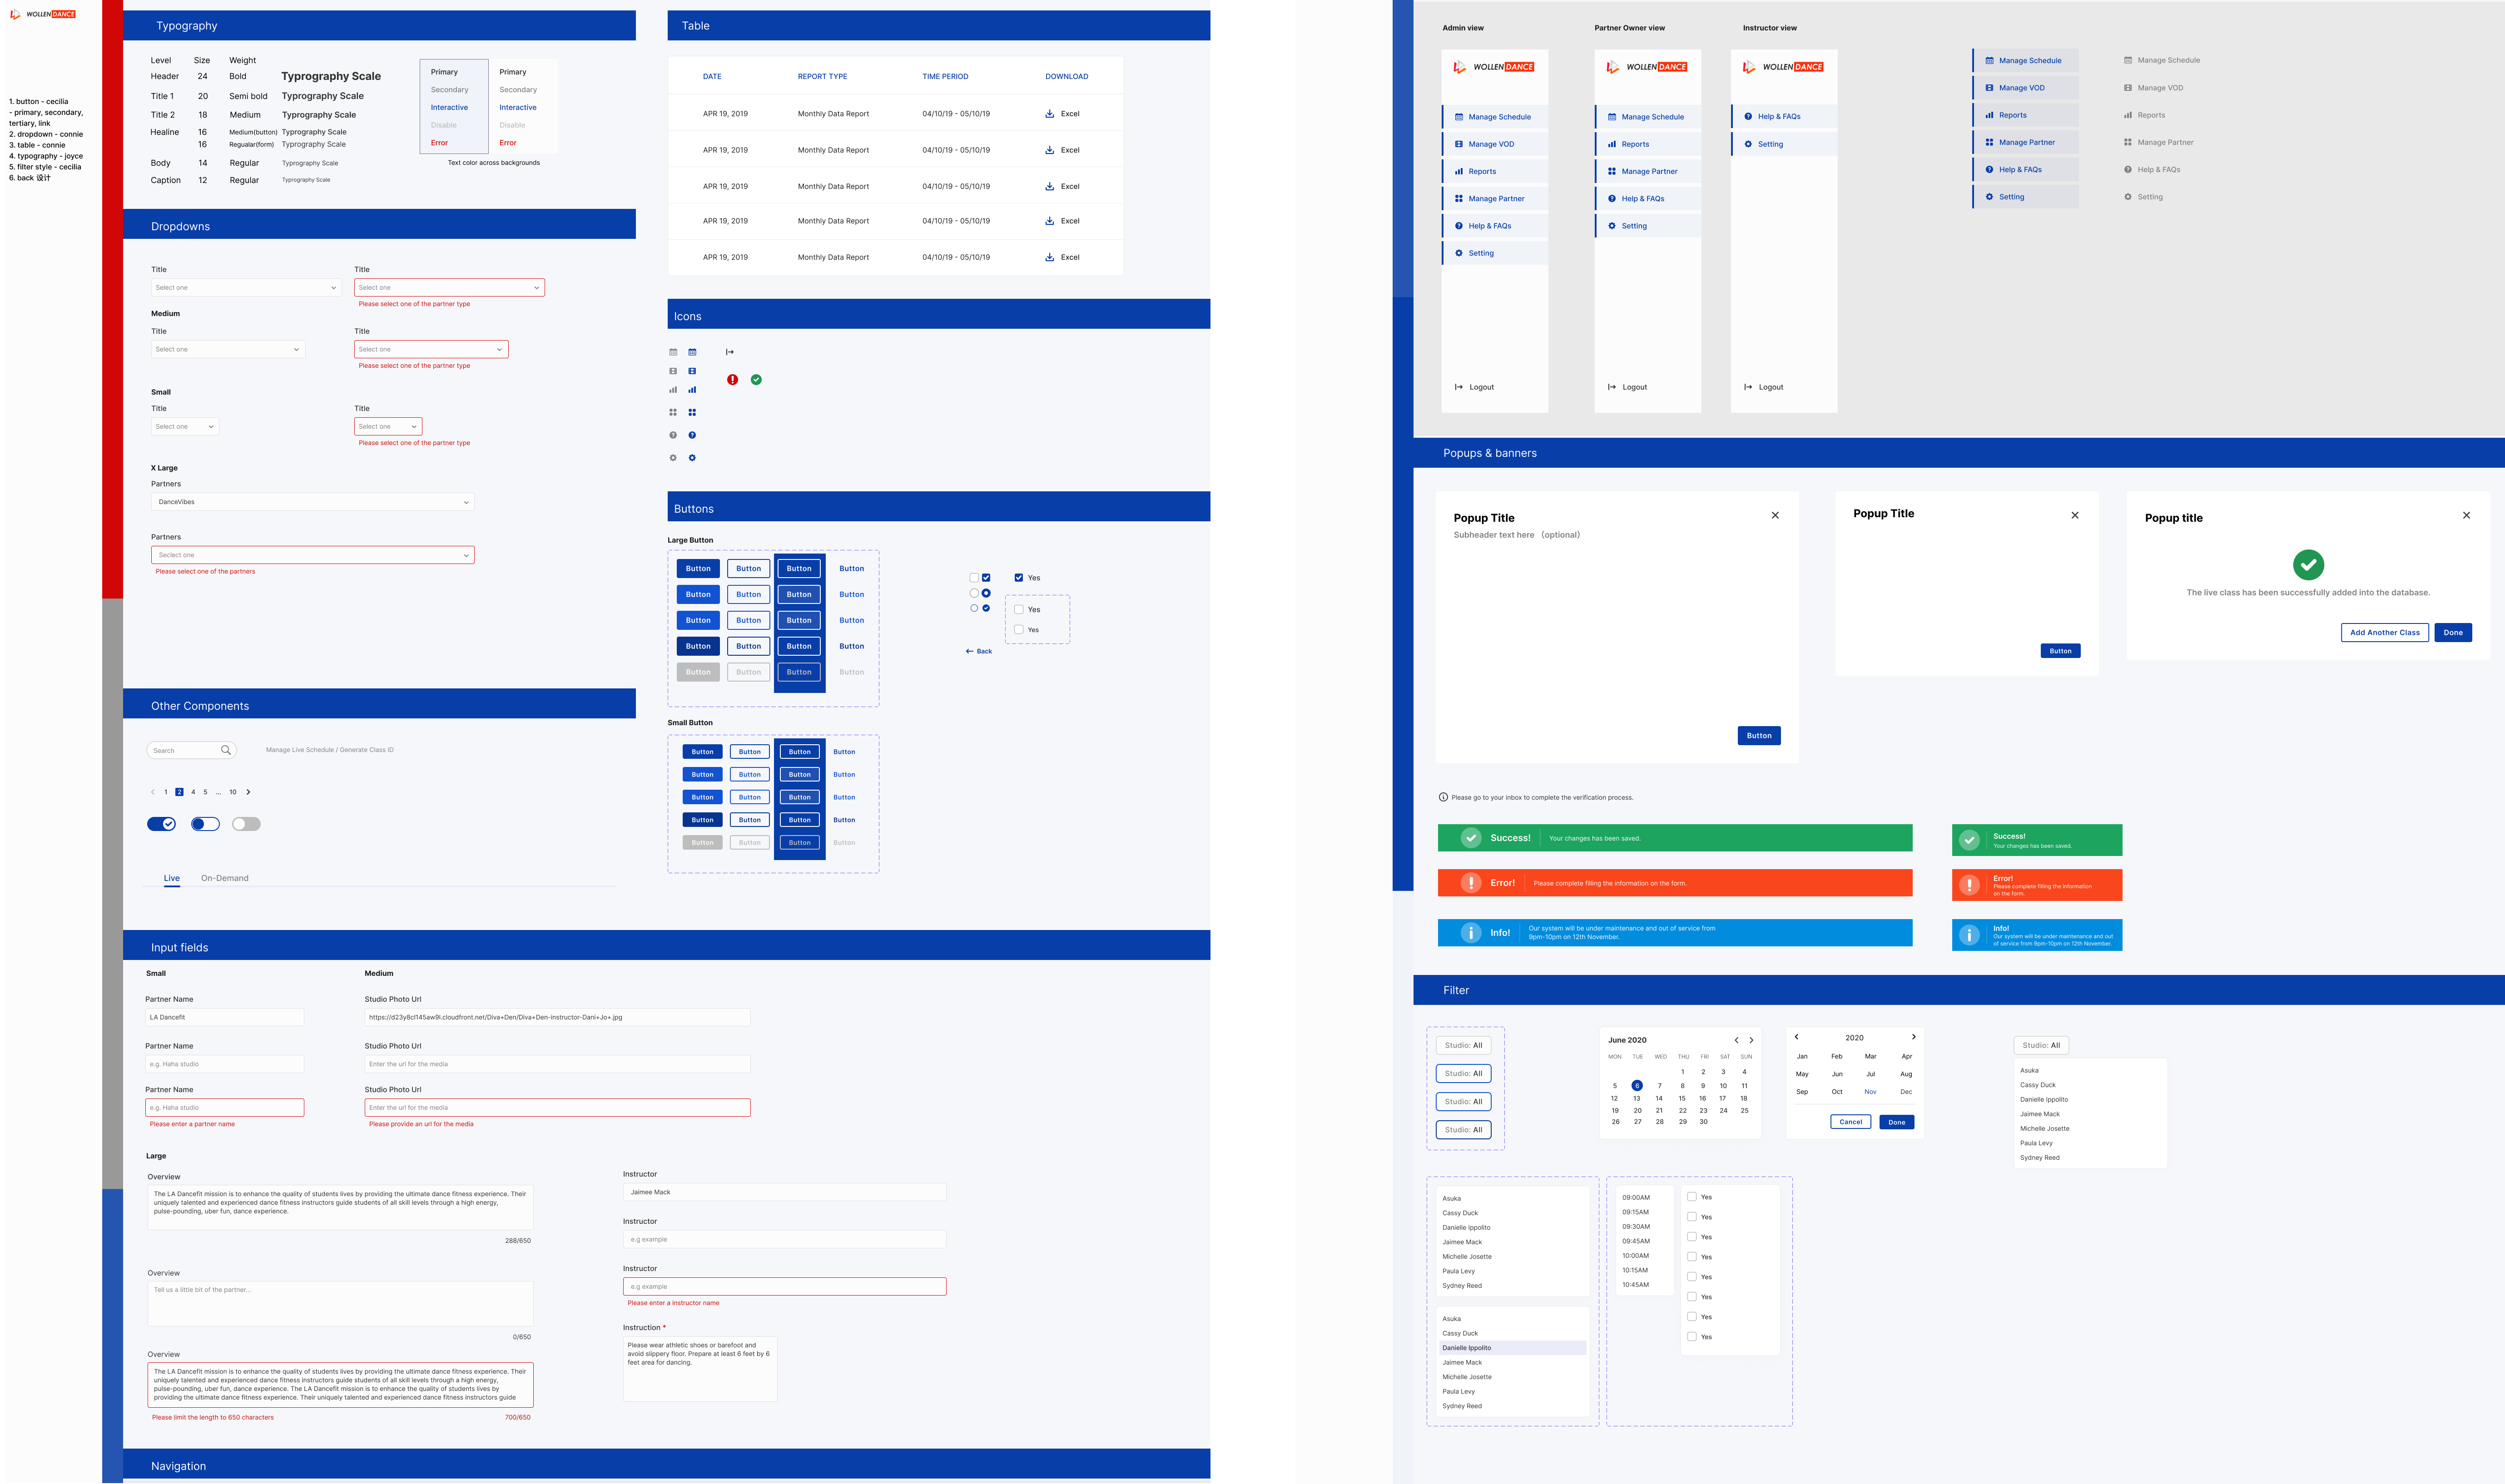 WOLLEN DANCE
1. button - cecilia
- primary, secondary,
tertiary, link
2. dropdown - connie
3. table - connie
4. typography - joyce
5. filter style - cecilia
6. back 设计
Typography
Level Size Weight
Header 24 Bold Typrography Scale
Title 1 20 Semi bold Typrography Scale
Title 2 18 Medium Typrography Scale
Healine 16 Medium(button) Typrography Scale
16 Regualar(form) Typrography Scale
Body 14 Regular Typrography Scale
Caption 12 Regular Typrography Scale
Primary Primary
Secondary Secondary
Interactive Interactive
Disable Disable
Error Error
Text color across backgrounds
Dropdowns
Title Title
Select one Select one
Please select one of the partner type
Medium
Title Title
Select one Select one
Please select one of the partner type
Small
Title Title
Select one Select one
Please select one of the partner type
X Large
Partners
DanceVibes
Partners
Seclect one
Please select one of the partners
Other Components
Search Manage Live Schedule / Generate Class ID
1 2 4 5 ... 10
Live On-Demand
Table
DATE REPORT TYPE TIME PERIOD DOWNLOAD
APR 19, 2019 Monthly Data Report 04/10/19 - 05/10/19 Excel
APR 19, 2019 Monthly Data Report 04/10/19 - 05/10/19 Excel
APR 19, 2019 Monthly Data Report 04/10/19 - 05/10/19 Excel
APR 19, 2019 Monthly Data Report 04/10/19 - 05/10/19 Excel
APR 19, 2019 Monthly Data Report 04/10/19 - 05/10/19 Excel
Icons
Buttons
Large Button
Button Button Button Button
Button Button Button Button
Button Button Button Button
Button Button Button Button
Button Button Button Button
Yes
Yes
Yes
Back
Small Button
Button Button Button Button
Button Button Button Button
Button Button Button Button
Button Button Button Button
Button Button Button Button
Input fields
Small Medium
Partner Name Studio Photo Url
LA Dancefit https://d23y8cl145aw9i.cloudfront.net/Diva+Den/Diva+Den-instructor-Dani+Jo+.jpg
Partner Name Studio Photo Url
e.g. Haha studio Enter the url for the media
Partner Name Studio Photo Url
e.g. Haha studio Enter the url for the media
Please enter a partner name Please provide an url for the media
Large
Overview
The LA Dancefit mission is to enhance the quality of students lives by providing the ultimate dance fitness experience. Their
uniquely talented and experienced dance fitness instructors guide students of all skill levels through a high energy,
pulse-pounding, uber fun, dance experience.
288/650
Overview
Tell us a little bit of the partner...
0/650
Overview
The LA Dancefit mission is to enhance the quality of students lives by providing the ultimate dance fitness experience. Their
uniquely talented and experienced dance fitness instructors guide students of all skill levels through a high energy,
pulse-pounding, uber fun, dance experience. The LA Dancefit mission is to enhance the quality of students lives by
providing the ultimate dance fitness experience. Their uniquely talented and experienced dance fitness instructors guide
Please limit the length to 650 characters 700/650
Instructor
Jaimee Mack
Instructor
e.g example
Instructor
e.g example
Please enter a instructor name
Instruction *
Please wear athletic shoes or barefoot and
avoid slippery floor. Prepare at least 6 feet by 6
feet area for dancing.
Navigation
Admin view
WOLLEN DANCE
Manage Schedule
Manage VOD
Reports
Manage Partner
Help & FAQs
Setting
Logout
Partner Owner view
WOLLEN DANCE
Manage Schedule
Reports
Manage Partner
Help & FAQs
Setting
Logout
Instructor view
WOLLEN DANCE
Help & FAQs
Setting
Logout
Manage Schedule Manage Schedule
Manage VOD Manage VOD
Reports Reports
Manage Partner Manage Partner
Help & FAQs Help & FAQs
Setting Setting
Popups & banners
Popup Title
Subheader text here （optional)
Button
Popup Title
Button
Popup title
The live class has been successfully added into the database.
Add Another Class Done
Please go to your inbox to complete the verification process.
Success! Your changes has been saved.
Error! Please complete filling the information on the form.
Info! Our system will be under maintenance and out of service from
9pm-10pm on 12th November.
Success!
Your changes has been saved.
Error!
Please complete filling the information
on the form.
Info!
Our system will be under maintenance and out
of service from 9pm-10pm on 12th November.
Filter
Studio: All
Studio: All
Studio: All
Studio: All
June 2020
MON TUE WED THU FRI SAT SUN
1 2 3 4
5 6 7 8 9 10 11
12 13 14 15 16 17 18
19 20 21 22 23 24 25
26 27 28 29 30
2020
Jan Feb Mar Apr
May Jun Jul Aug
Sep Oct Nov Dec
Cancel Done
Studio: All
Asuka
Cassy Duck
Danielle Ippolito
Jaimee Mack
Michelle Josette
Paula Levy
Sydney Reed
Asuka
Cassy Duck
Danielle Ippolito
Jaimee Mack
Michelle Josette
Paula Levy
Sydney Reed
Asuka
Cassy Duck
Danielle Ippolito
Jaimee Mack
Michelle Josette
Paula Levy
Sydney Reed
09:00AM
09:15AM
09:30AM
09:45AM
10:00AM
10:15AM
10:45AM
Yes
Yes
Yes
Yes
Yes
Yes
Yes
Yes